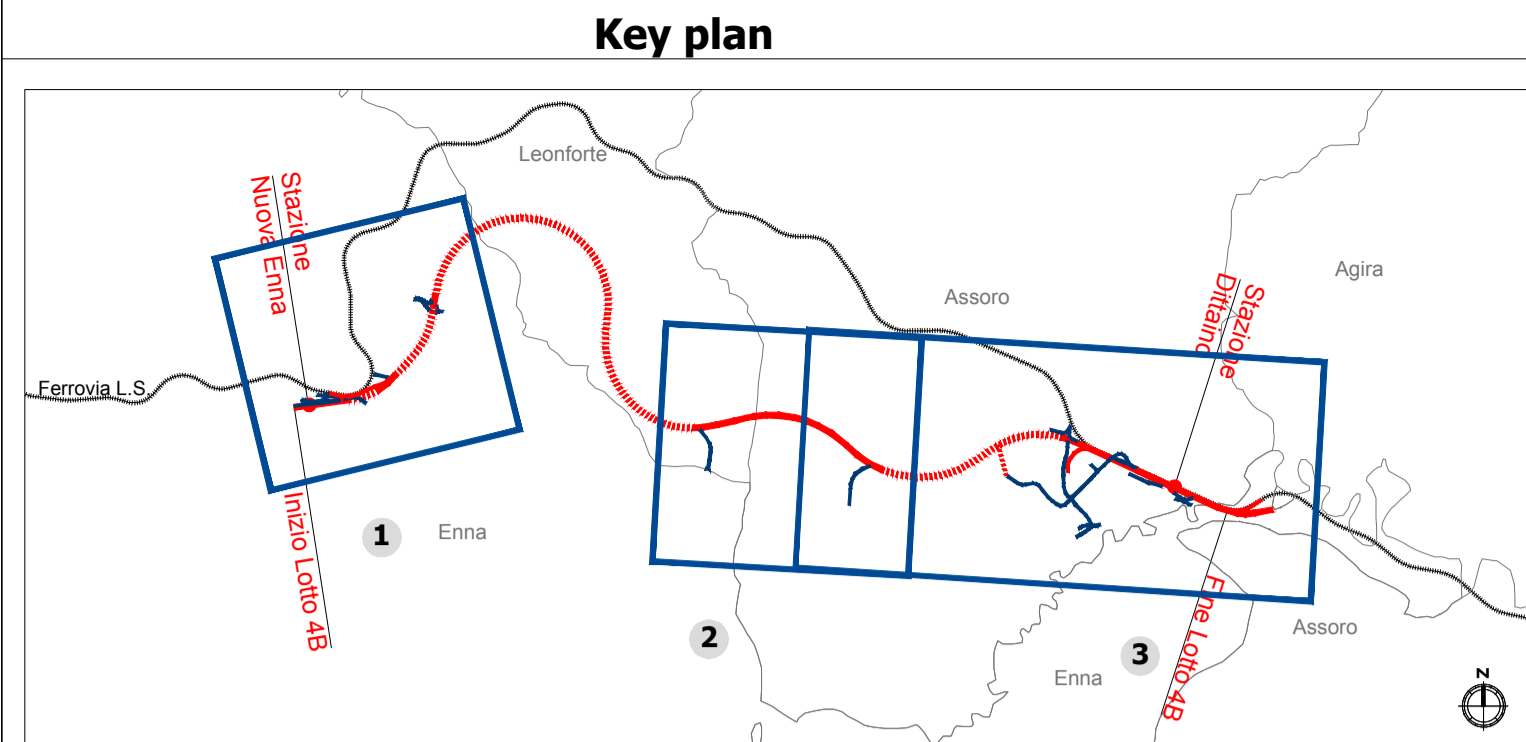 Key plan
Leonforte
Stazione
Nuova Enna
Agira
Assoro
Stazione
Dittaino
Ferrovia L.S.
Inizio Lotto 4B
1
Enna
2
3
Fine Lotto 4B
Assoro
Enna
N